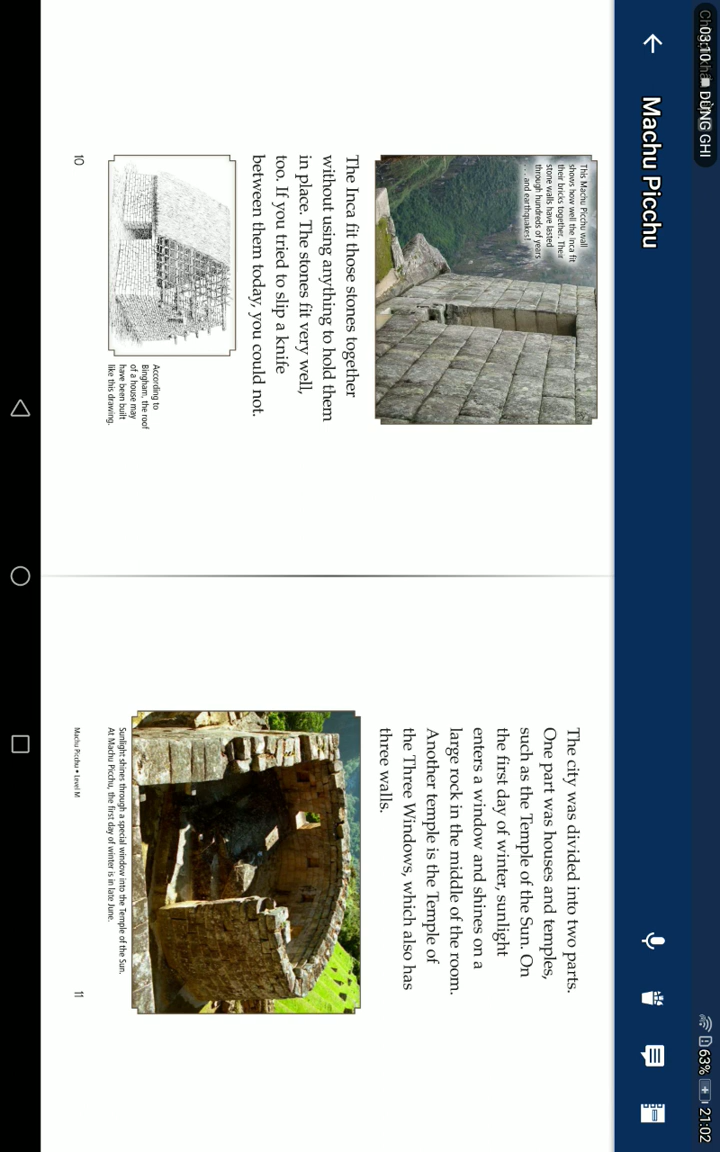 03:10 DỪNG GHI
63% 21:02
Machu Picchu
This Machu Picchu wall
shows how well the Inca fit
their bricks together. Their
stone walls have lasted
through hundreds of years . . .
. . . and earthquakes!
The Inca fit those stones together
without using anything to hold them
in place. The stones fit very well,
too. If you tried to slip a knife
between them today, you could not.
According to
Bingham, the roof
of a house may
have been built
like this drawing.
10
The city was divided into two parts.
One part was houses and temples,
such as the Temple of the Sun. On
the first day of winter, sunlight
enters a window and shines on a
large rock in the middle of the room.
Another temple is the Temple of
the Three Windows, which also has
three walls.
Sunlight shines through a special window into the Temple of the Sun.
At Machu Picchu, the first day of winter is in late June.
Machu Picchu • Level M
11